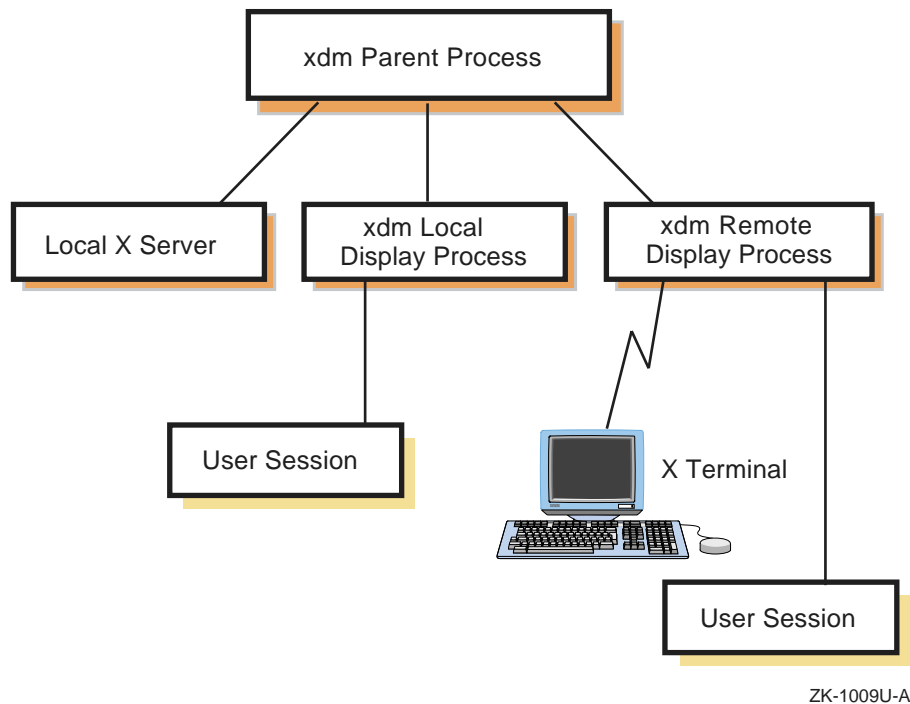 xdm Parent Process
Local X Server
xdm Local
Display Process
xdm Remote
Display Process
User Session
X Terminal
User Session
ZK-1009U-A